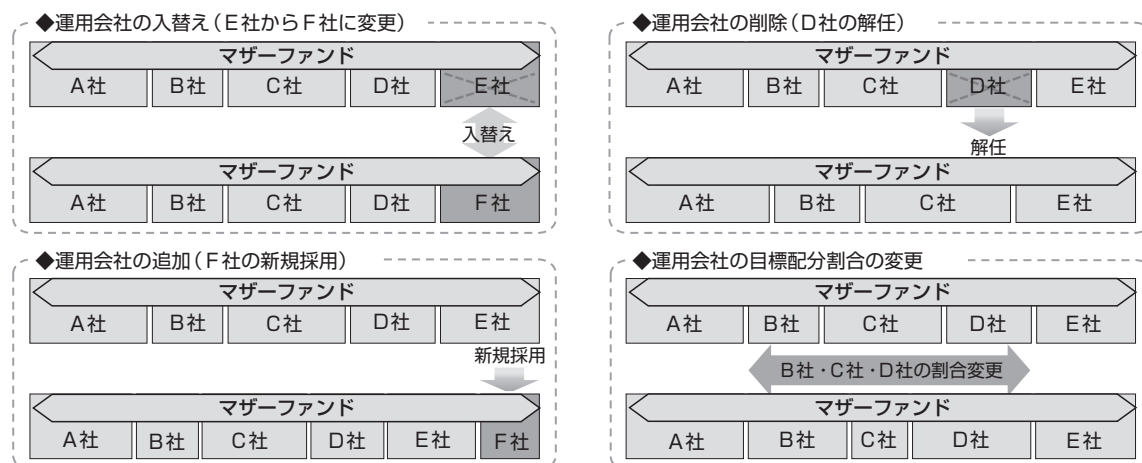 ◆運用会社の入替え(E社からF社に変更)
マザーファンド
A社 B社 C社 D社 E社
入替え
マザーファンド
A社 B社 C社 D社 F社
◆運用会社の削除(D社の解任)
マザーファンド
A社 B社 C社 D社 E社
解任
マザーファンド
A社 B社 C社 E社
◆運用会社の追加(F社の新規採用)
マザーファンド
A社 B社 C社 D社 E社
新規採用
マザーファンド
A社 B社 C社 D社 E社 F社
◆運用会社の目標配分割合の変更
マザーファンド
A社 B社 C社 D社 E社
B社・C社・D社の割合変更
マザーファンド
A社 B社 C社 D社 E社